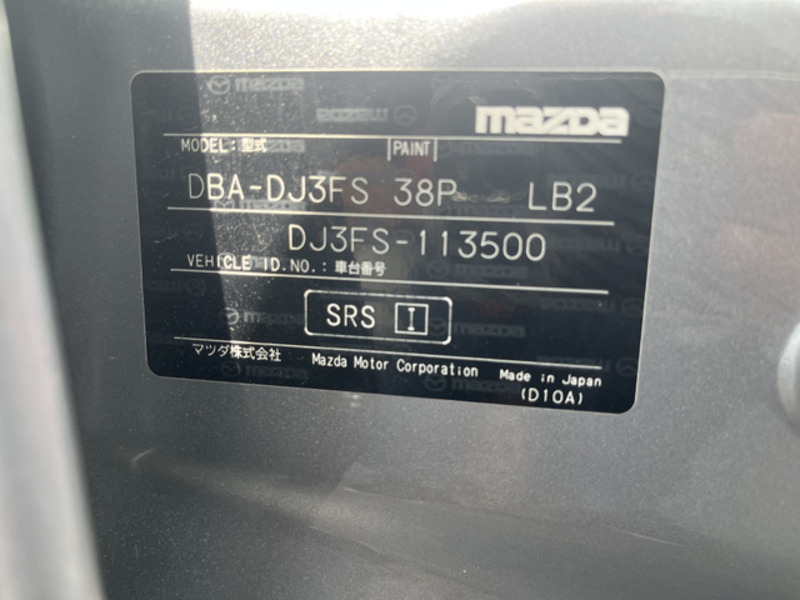 mazda
MODEL:型式 PAINT
DBA-DJ3FS 38P LB2
DJ3FS-113500
VEHICLE ID.NO.:車台番号
SRS I
マツダ株式会社 Mazda Motor Corporation Made in Japan
(D10A)